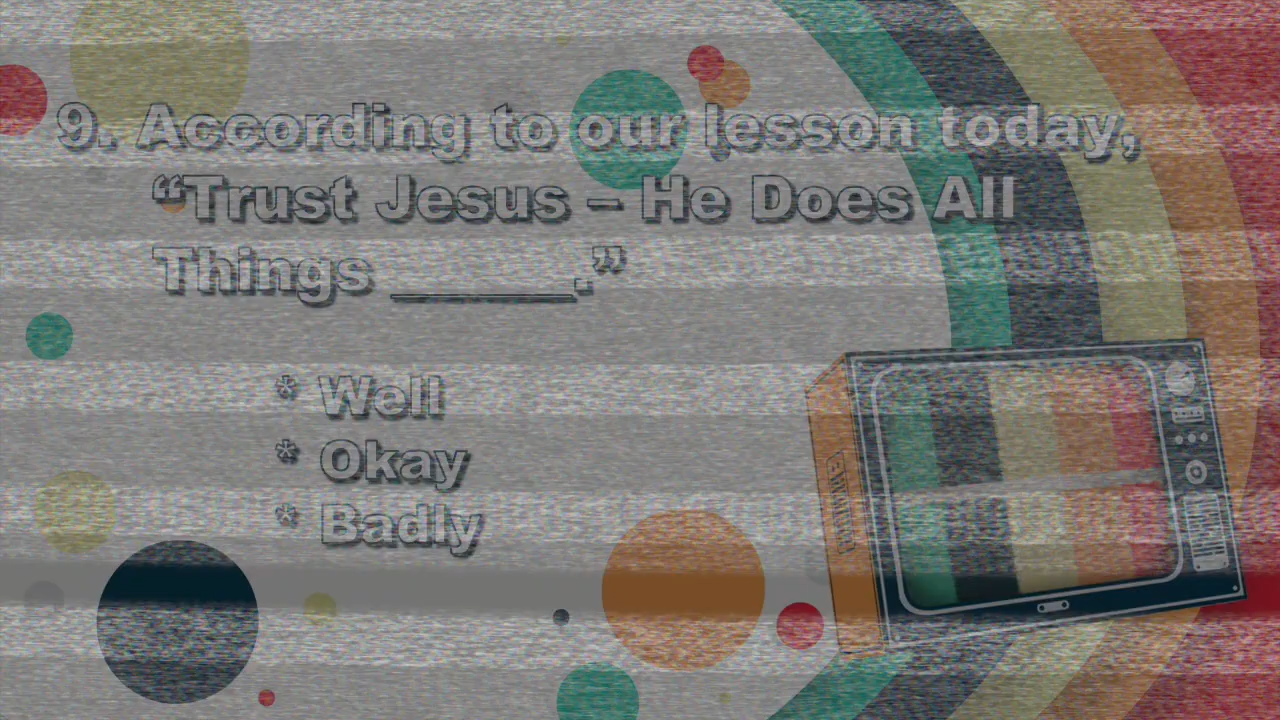 9. According to our lesson today,
“Trust Jesus – He Does All
Things ______.”
* Well
* Okay
* Badly